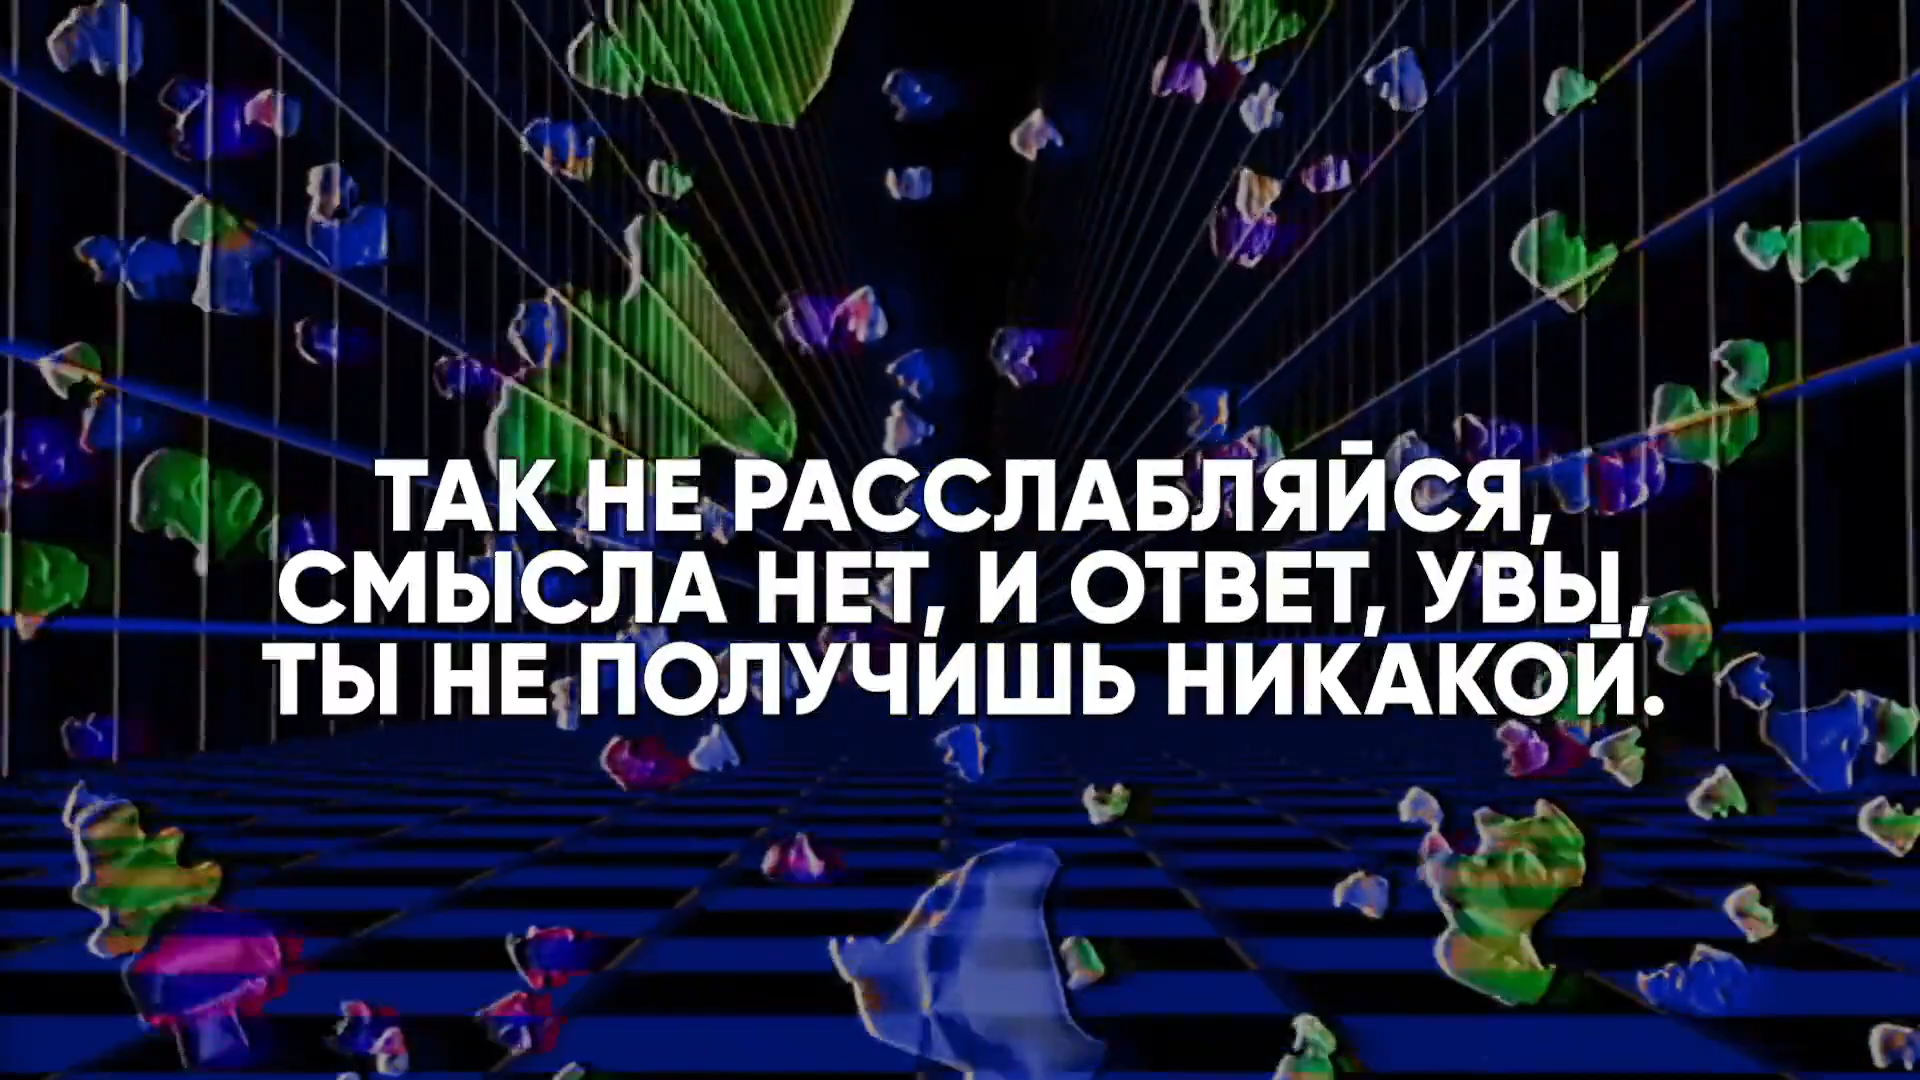 ТАК НЕ РАССЛАБЛЯЙСЯ,
СМЫСЛА НЕТ, И ОТВЕТ, УВЫ,
ТЫ НЕ ПОЛУЧИШЬ НИКАКОЙ.